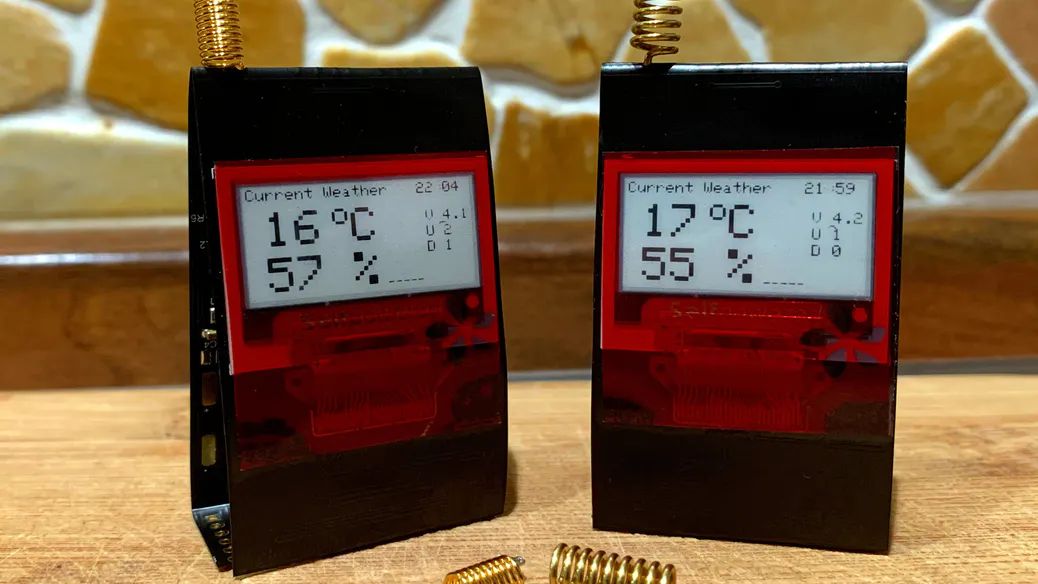 Current Weather 22:04
16 °C
V 4.1
U 2
D 1
57 %
-----
Current Weather 21:59
17 °C
V 4.2
U 1
D 0
55 %
-----